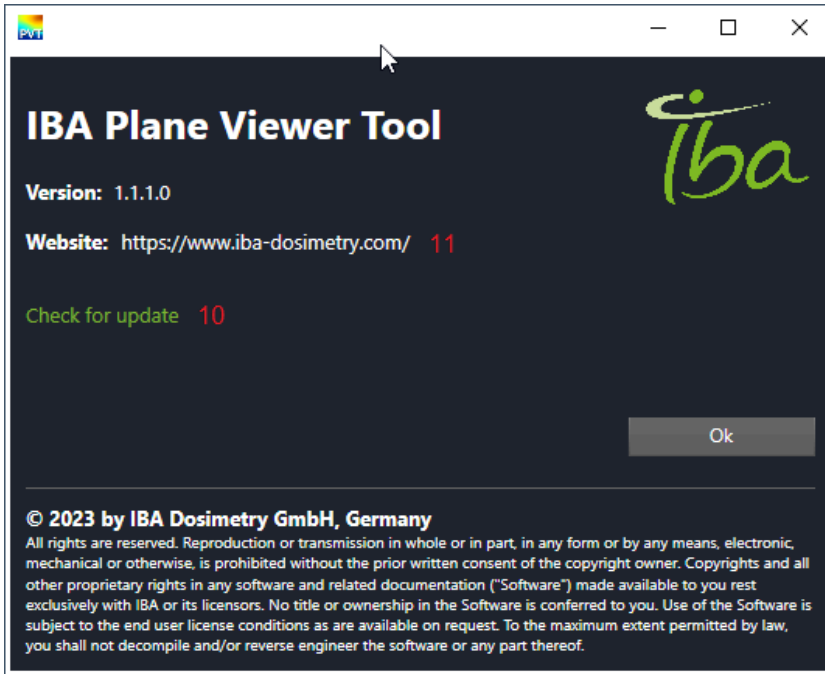 PVT
IBA Plane Viewer Tool
iba
Version: 1.1.1.0
Website: https://www.iba-dosimetry.com/ 11
Check for update 10
Ok
© 2023 by IBA Dosimetry GmbH, Germany
All rights are reserved. Reproduction or transmission in whole or in part, in any form or by any means, electronic,
mechanical or otherwise, is prohibited without the prior written consent of the copyright owner. Copyrights and all
other proprietary rights in any software and related documentation ("Software") made available to you rest
exclusively with IBA or its licensors. No title or ownership in the Software is conferred to you. Use of the Software is
subject to the end user license conditions as are available on request. To the maximum extent permitted by law,
you shall not decompile and/or reverse engineer the software or any part thereof.